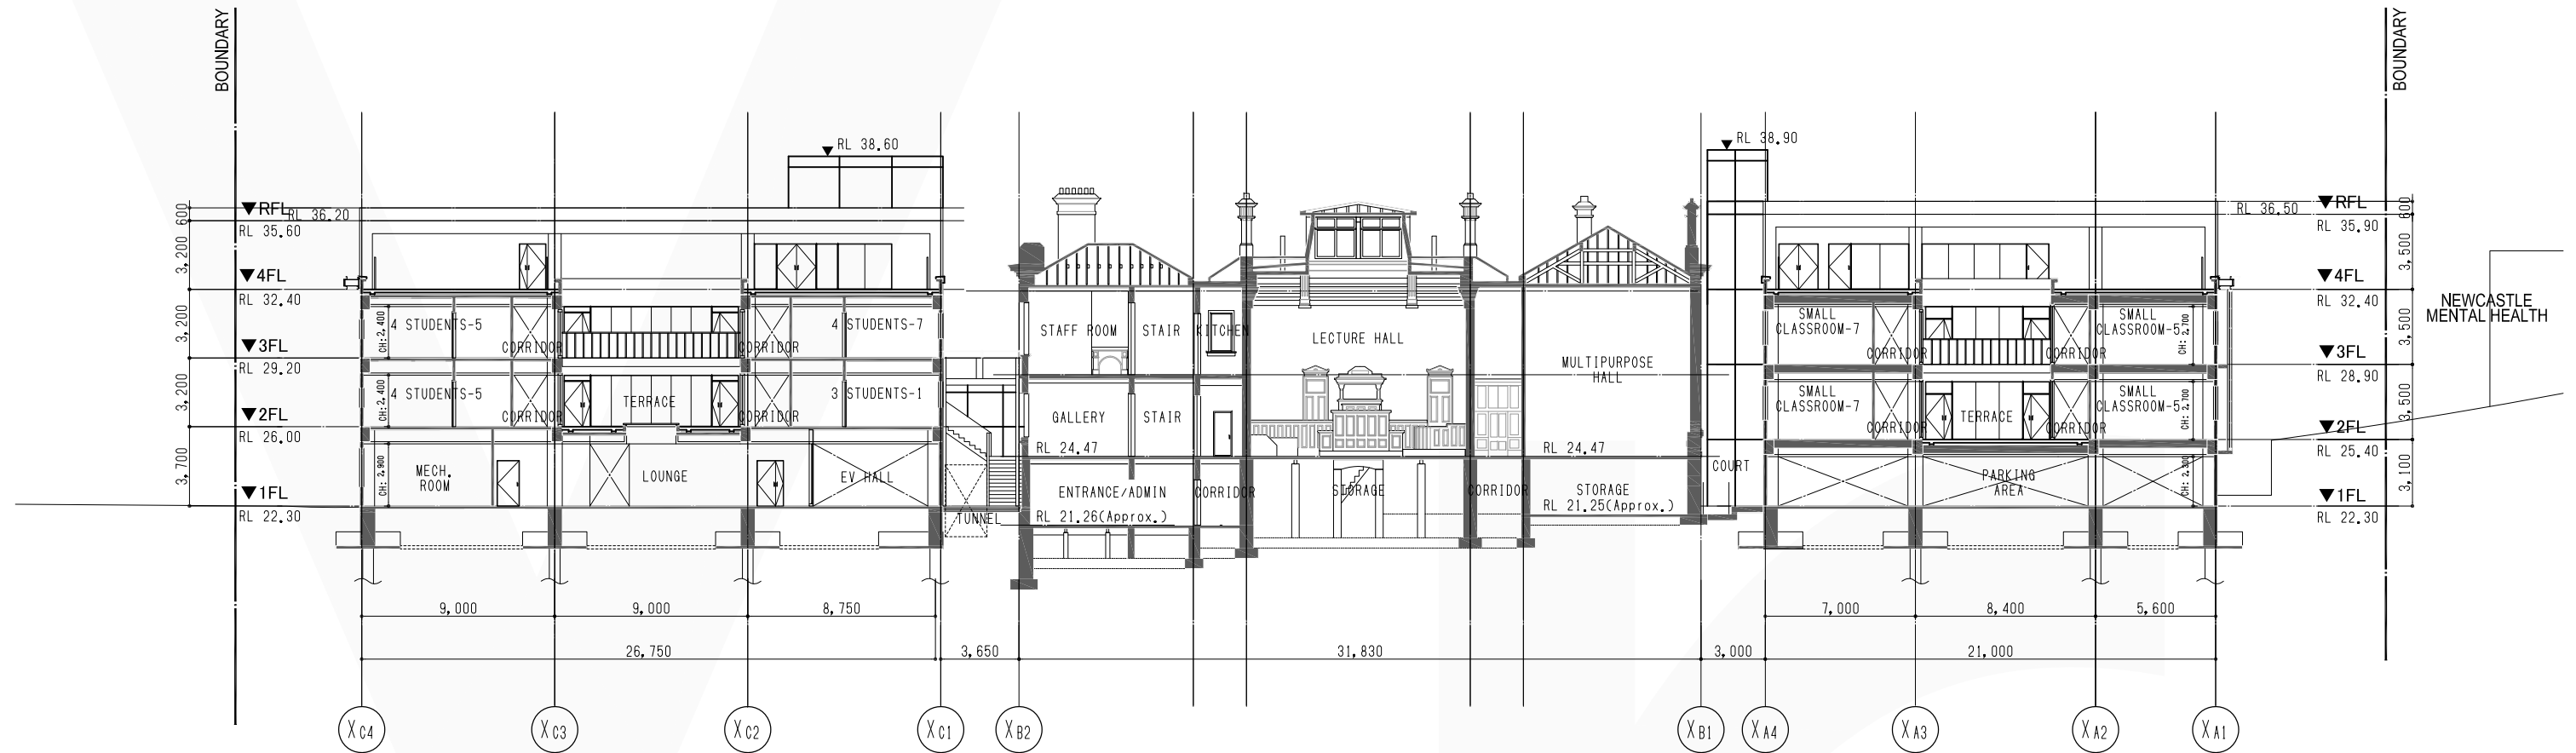 BOUNDARY
BOUNDARY
RL 38.60
RL 38.90
600
▼RFL
RL 36.20
RL 35.60
3,200
▼4FL
RL 32.40
3,200
▼3FL
RL 29.20
3,200
▼2FL
RL 26.00
3,700
▼1FL
RL 22.30
4 STUDENTS-5
CH:2,400
CORRIDOR
CORRIDOR
4 STUDENTS-7
4 STUDENTS-5
CH:2,400
CORRIDOR
TERRACE
CORRIDOR
3 STUDENTS-1
CH:2,900
MECH.
ROOM
LOUNGE
EV HALL
TUNNEL
STAFF ROOM
STAIR
KITCHEN
LECTURE HALL
MULTIPURPOSE
HALL
GALLERY
STAIR
RL 24.47
RL 24.47
ENTRANCE/ADMIN
CORRIDOR
STORAGE
CORRIDOR
STORAGE
RL 21.26(Approx.)
RL 21.25(Approx.)
COURT
SMALL
CLASSROOM-7
CORRIDOR
CORRIDOR
SMALL
CLASSROOM-5
CH:2,700
SMALL
CLASSROOM-7
CORRIDOR
TERRACE
CORRIDOR
SMALL
CLASSROOM-5
CH:2,700
PARKING
AREA
RL 36.50
▼RFL
600
RL 35.90
3,500
▼4FL
RL 32.40
3,500
▼3FL
RL 28.90
3,500
▼2FL
RL 25.40
3,100
▼1FL
RL 22.30
NEWCASTLE
MENTAL HEALTH
9,000
9,000
8,750
7,000
8,400
5,600
26,750
3,650
31,830
3,000
21,000
XC4
XC3
XC2
XC1
XB2
XB1
XA4
XA3
XA2
XA1